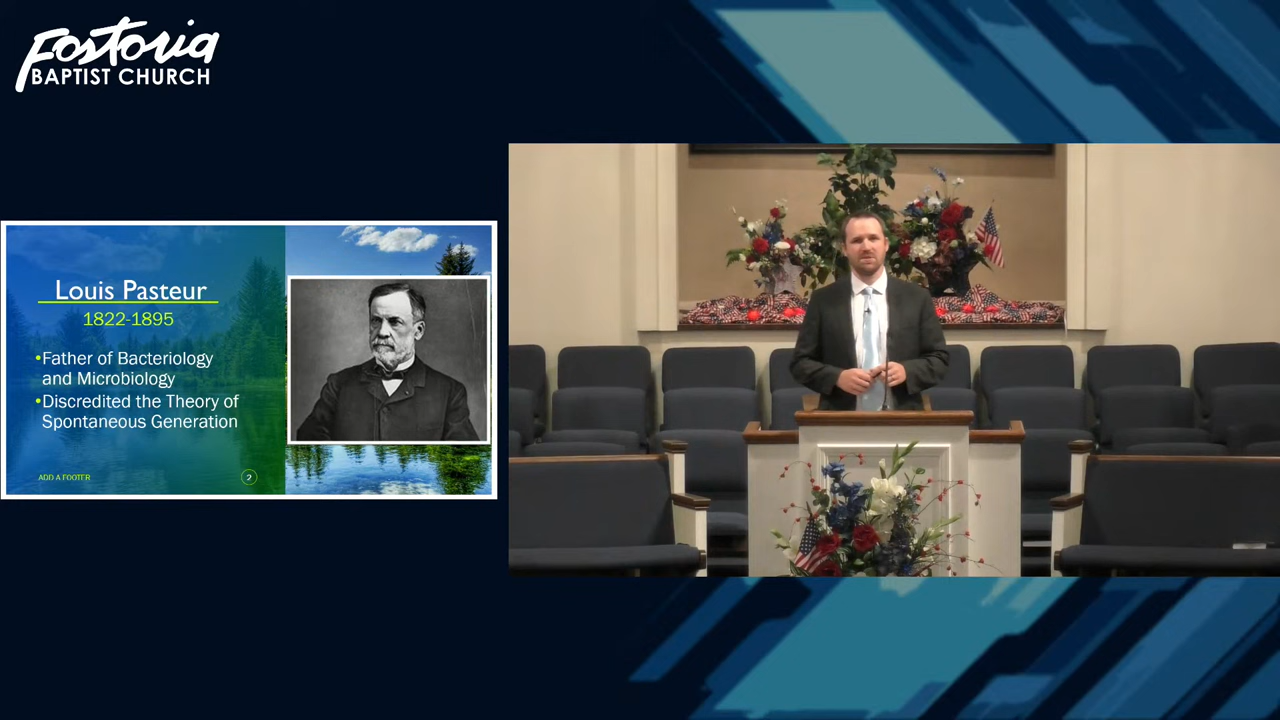 Fostoria
BAPTIST CHURCH
Louis Pasteur
1822-1895
•Father of Bacteriology
and Microbiology
•Discredited the Theory of
Spontaneous Generation
ADD A FOOTER
2